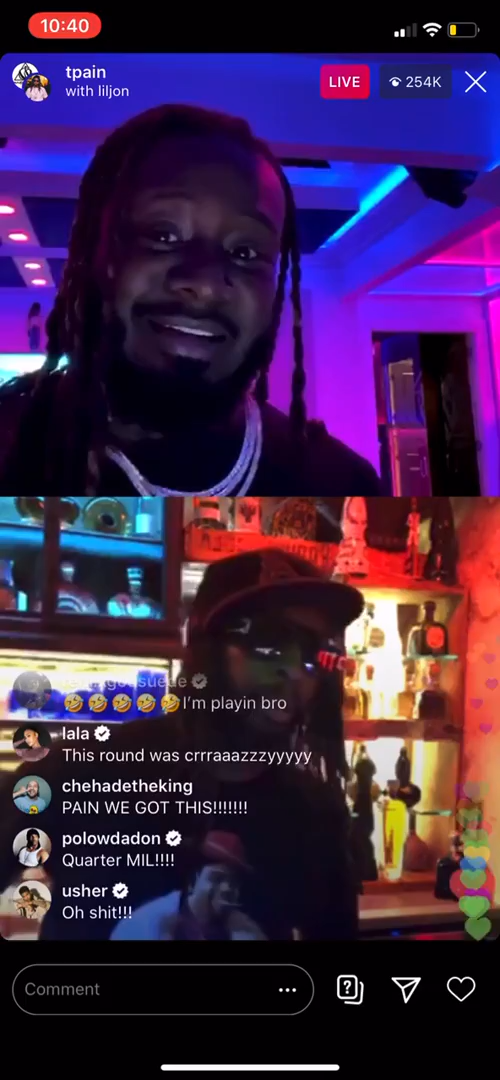 10:40
tpain
with liljon
LIVE
254K
🤣🤣🤣🤣🤣I'm playin bro
lala
This round was crrraaazzzyyyyy
chehadetheking
PAIN WE GOT THIS!!!!!!!
polowdadon
Quarter MIL!!!!
usher
Oh shit!!!
Comment